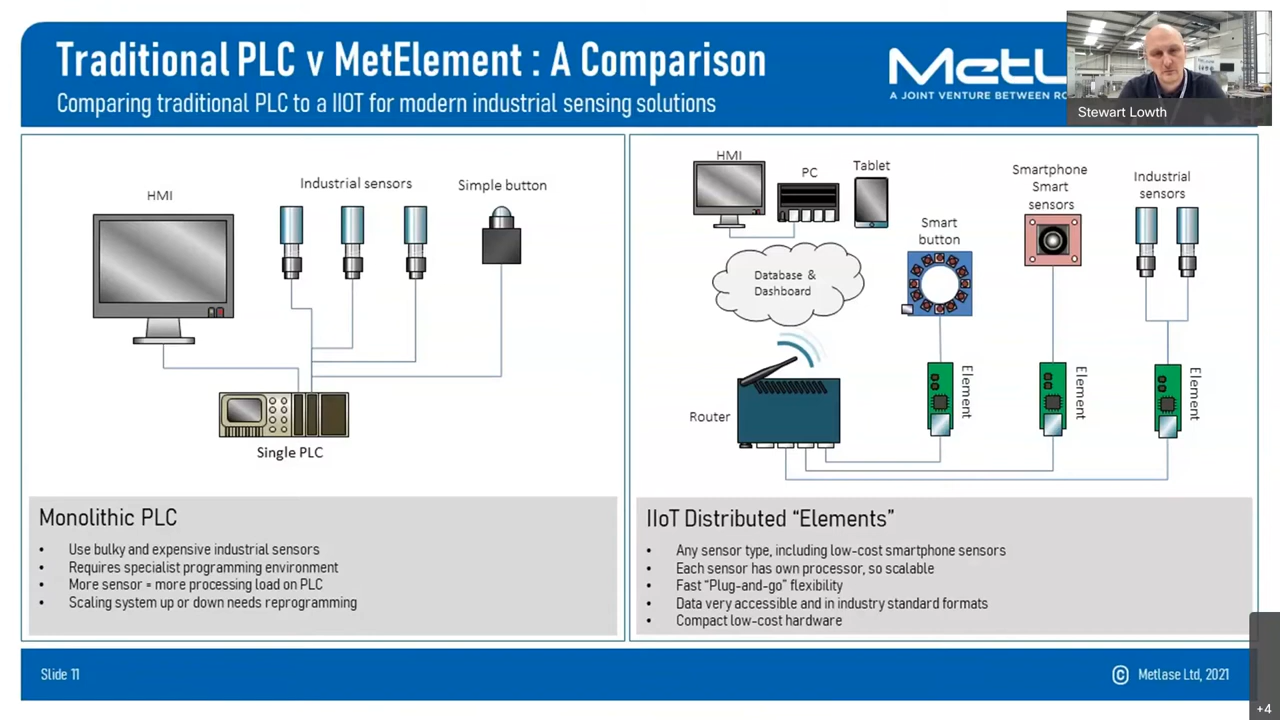 Traditional PLC v MetElement : A Comparison
Comparing traditional PLC to a IIOT for modern industrial sensing solutions
A JOINT VENTURE BETWEEN
Stewart Lowth
HMI
Industrial sensors
Simple button
Single PLC
HMI
PC
Tablet
Smart
button
Smartphone
Smart
sensors
Industrial
sensors
Database &
Dashboard
Router
Element
Element
Element
Monolithic PLC
• Use bulky and expensive industrial sensors
• Requires specialist programming environment
• More sensor = more processing load on PLC
• Scaling system up or down needs reprogramming
IIoT Distributed “Elements”
• Any sensor type, including low-cost smartphone sensors
• Each sensor has own processor, so scalable
• Fast “Plug-and-go” flexibility
• Data very accessible and in industry standard formats
• Compact low-cost hardware
Slide 11
© Metlase Ltd, 2021
+4